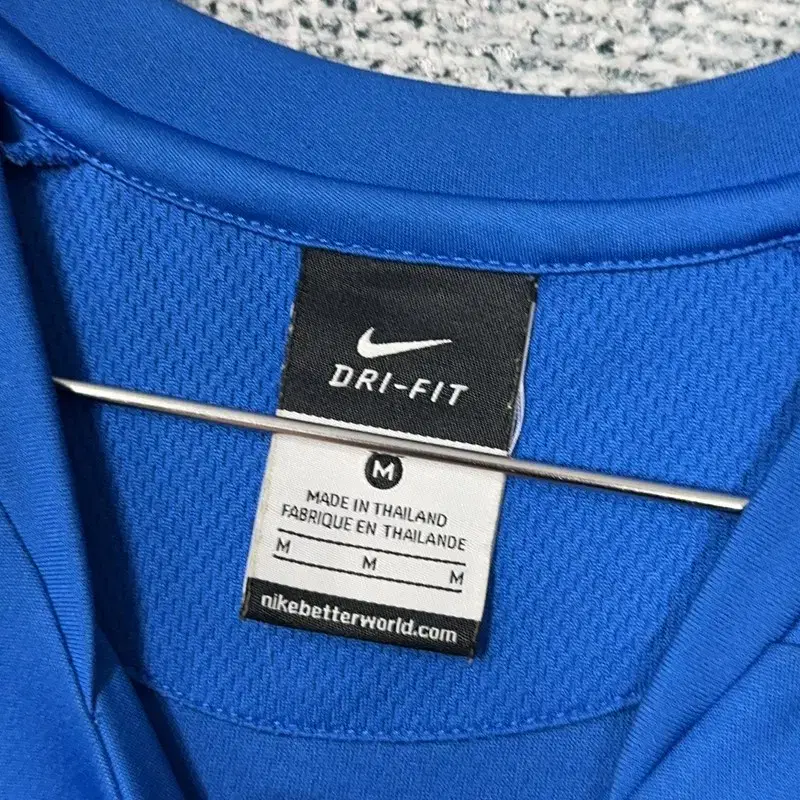 DRI-FIT
M
MADE IN THAILAND
FABRIQUE EN THAILANDE
M
M
M
nikebetterworld.com